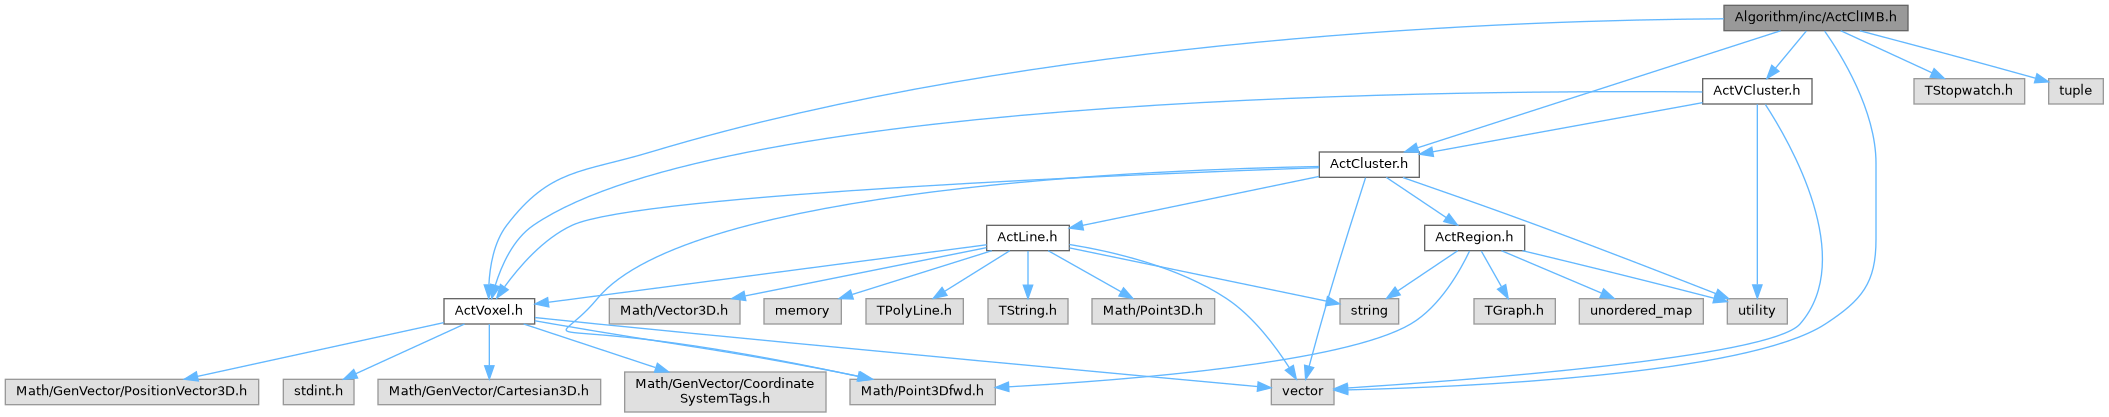 Algorithm/inc/ActClIMB.h
ActVCluster.h
TStopwatch.h
tuple
ActCluster.h
ActLine.h
ActRegion.h
ActVoxel.h
Math/Vector3D.h
memory
TPolyLine.h
TString.h
Math/Point3D.h
string
TGraph.h
unordered_map
utility
Math/GenVector/PositionVector3D.h
stdint.h
Math/GenVector/Cartesian3D.h
Math/GenVector/Coordinate
SystemTags.h
Math/Point3Dfwd.h
vector